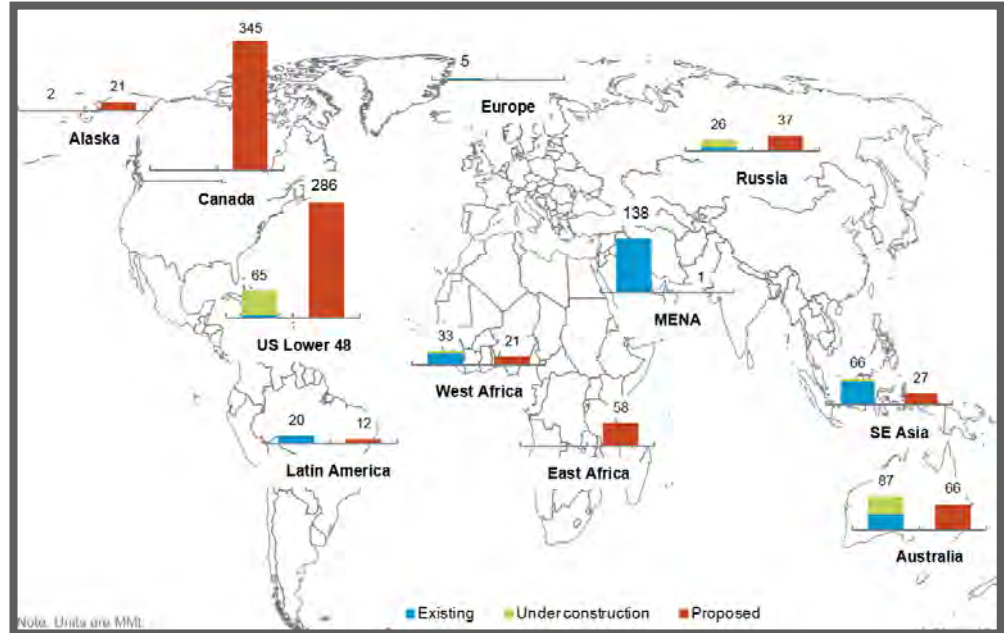 345
5
2
21
Europe
Alaska
26
37
Russia
Canada
286
138
65
1
MENA
US Lower 48
33
21
West Africa
66
27
SE Asia
58
20
12
Latin America
East Africa
87
66
Australia
Existing
Under construction
Proposed
Note: Units are MMt.